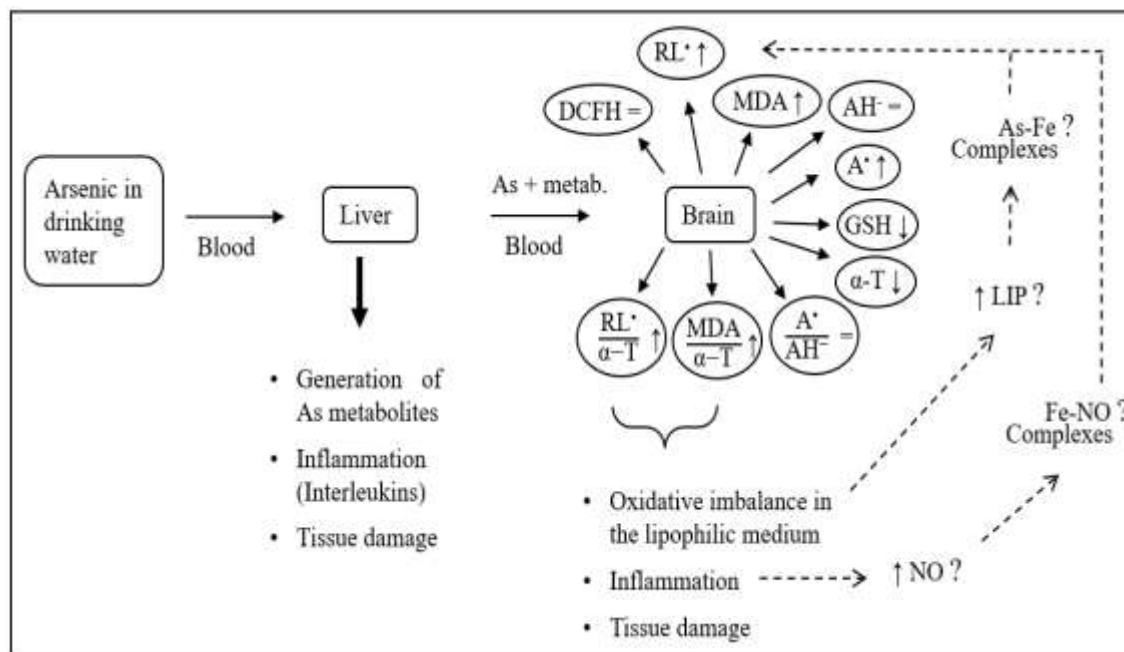 RL• ↑
DCFH =
MDA ↑
AH- =
As-Fe ?
Complexes
Arsenic in
drinking
water
Blood
Liver
As + metab.
Blood
Brain
A• ↑
GSH ↓
α-T ↓
↑ LIP ?
RL•
α−T ↑
MDA
α−T ↑
A•
AH− =
• Generation of
As metabolites
• Inflammation
(Interleukins)
• Tissue damage
Fe-NO ?
Complexes
• Oxidative imbalance in
the lipophilic medium
• Inflammation
↑ NO ?
• Tissue damage